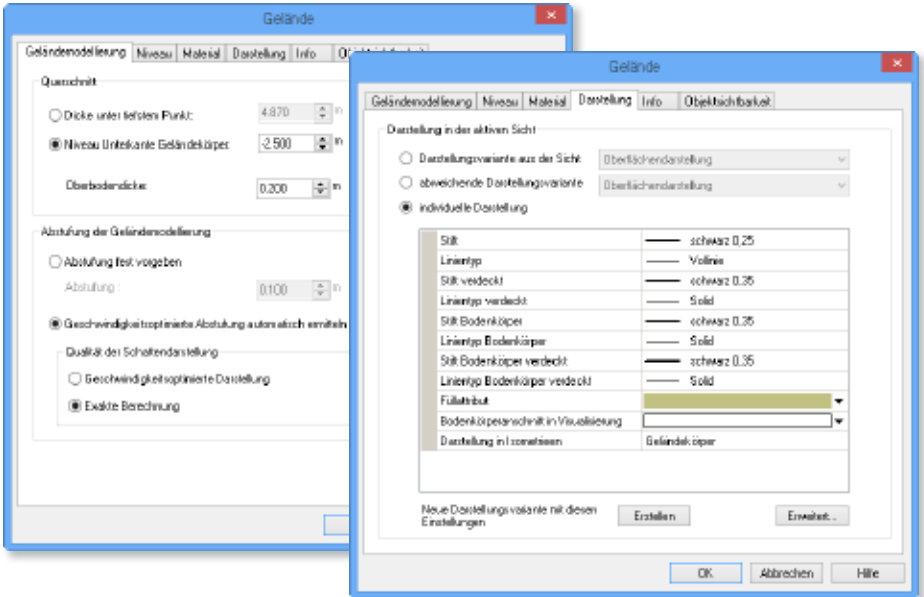 Gelände
Geländemodellierung Niveau Material Darstellung Info
Querschnitt
Dicke unter tiefsten Punkt: 4.870 m
Niveau Unterkante Geländekörper: -2.500 m
Oberbodendicke: 0.200 m
Abstufung der Geländemodellierung
Abstufung fest vorgeben
Abstufung : 0.100 m
Geschwindigkeitsoptimierte Abstufung automatisch ermitteln
Qualität der Schattendarstellung
Geschwindigkeitsoptimierte Darstellung
Exakte Berechnung
Gelände
Geländemodellierung Niveau Material Darstellung Info Objektsichtbarkeit
Darstellung in der aktiven Sicht
Darstellungsvariante aus der Sicht Oberflächendarstellung
abweichende Darstellungsvariante Oberflächendarstellung
individuelle Darstellung
Stift schwarz 0,25
Linientyp Vollinie
Stift verdeckt schwarz 0.35
Linientyp verdeckt Solid
Stift Bodenkörper schwarz 0.35
Linientyp Bodenkörper Solid
Stift Bodenkörper verdeckt schwarz 0.35
Linientyp Bodenkörper verdeckt Solid
Füllattribut
Bodenkörperanschnitt in Visualisierung
Darstellung in Isometrieen Geländekörper
Neue Darstellungsvariante mit diesen
Einstellungen Erstellen Erweitert...
OK Abbrechen Hilfe